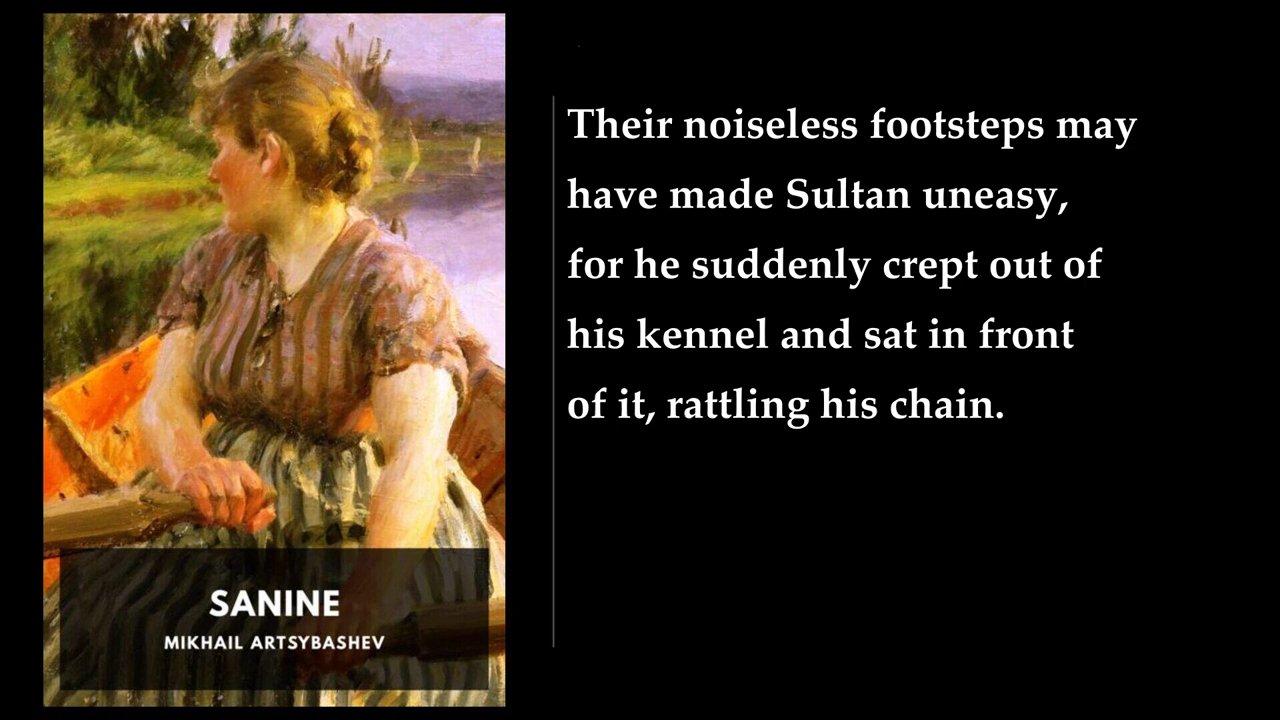 Their noiseless footsteps may
have made Sultan uneasy,
for he suddenly crept out of
his kennel and sat in front
of it, rattling his chain.
SANINE
MIKHAIL ARTSYBASHEV